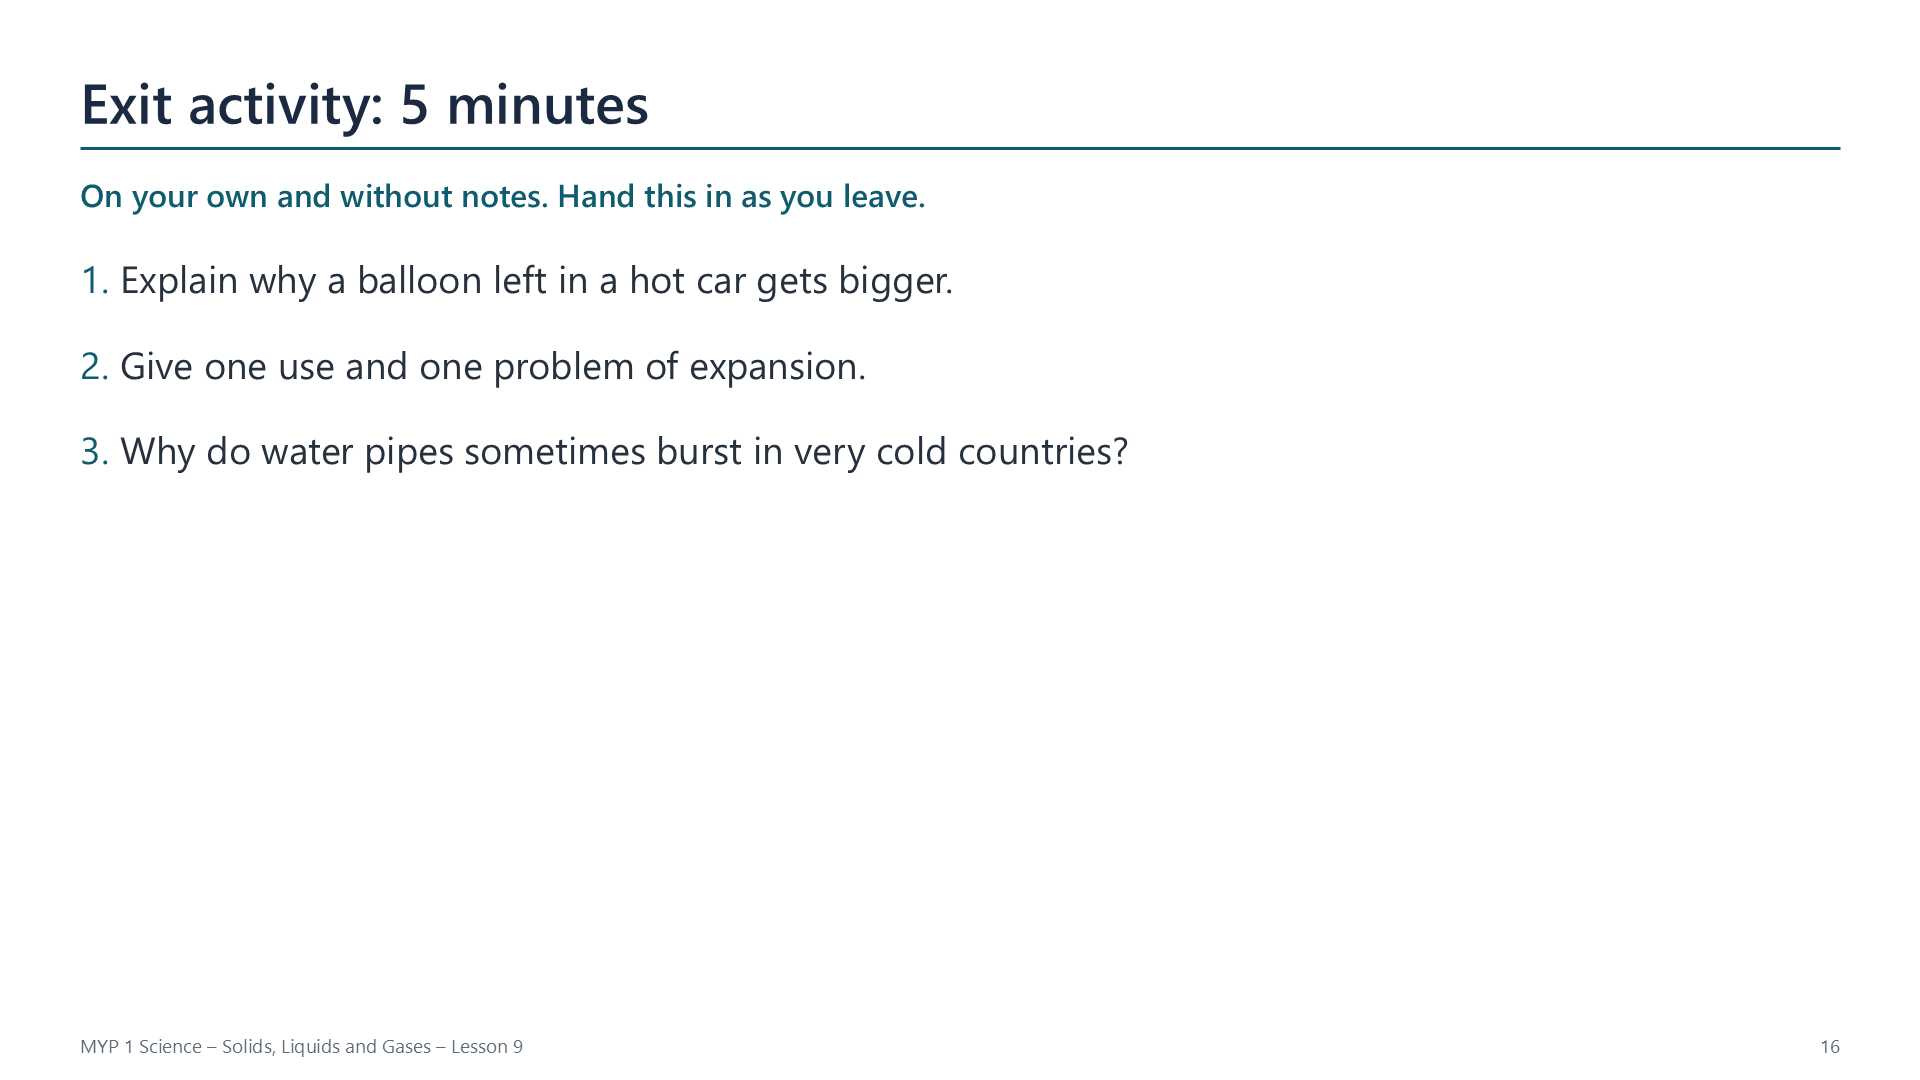 Exit activity: 5 minutes
On your own and without notes. Hand this in as you leave.
1. Explain why a balloon left in a hot car gets bigger.
2. Give one use and one problem of expansion.
3. Why do water pipes sometimes burst in very cold countries?
MYP 1 Science – Solids, Liquids and Gases – Lesson 9
16